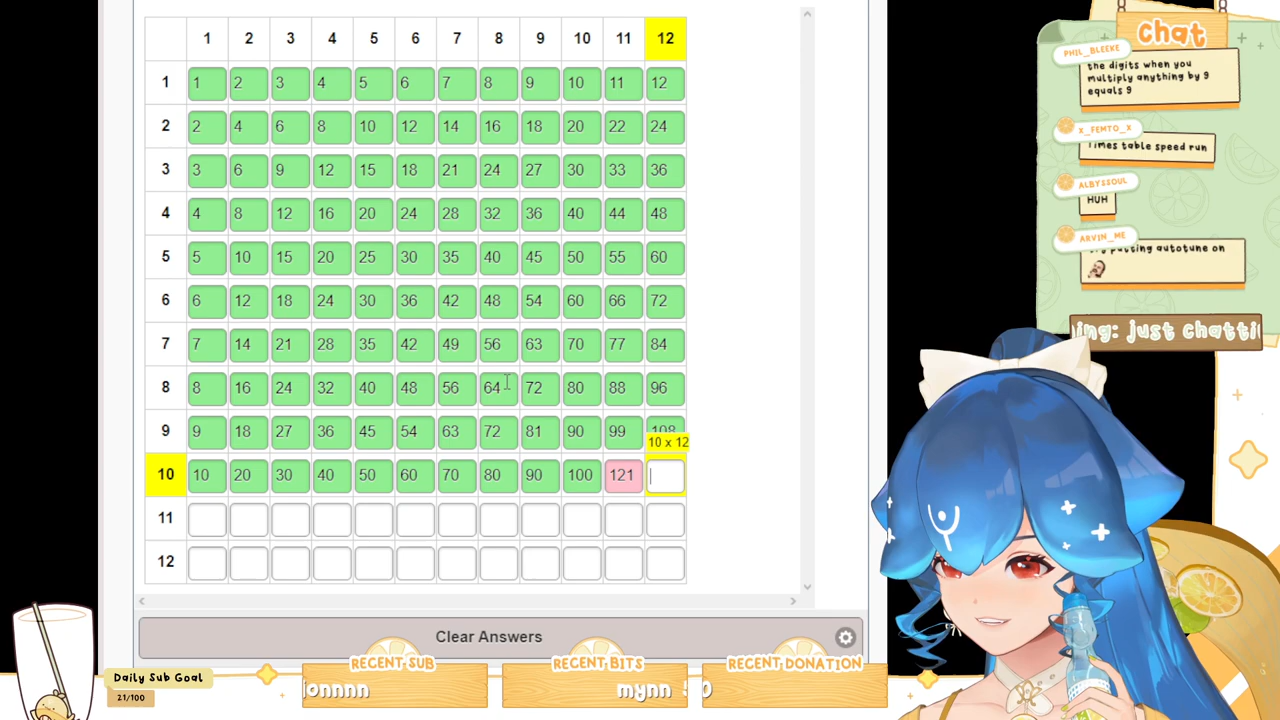 1 2 3 4 5 6 7 8 9 10 11 12
1 1 2 3 4 5 6 7 8 9 10 11 12
2 2 4 6 8 10 12 14 16 18 20 22 24
3 3 6 9 12 15 18 21 24 27 30 33 36
4 4 8 12 16 20 24 28 32 36 40 44 48
5 5 10 15 20 25 30 35 40 45 50 55 60
6 6 12 18 24 30 36 42 48 54 60 66 72
7 7 14 21 28 35 42 49 56 63 70 77 84
8 8 16 24 32 40 48 56 64 72 80 88 96
9 9 18 27 36 45 54 63 72 81 90 99 108
10 x 12
10 10 20 30 40 50 60 70 80 90 100 121
11
12
Clear Answers
chat
PHIL_BLEEKE
the digits when you
multiply anything by 9
equals 9
X_FEMTO_X
Times table speed run
ALBYSSOUL
HUH
ARVIN_ME
putting autotune on
ing: just chatti
Daily Sub Goal
21/100
RECENT SUB
ionnnn
RECENT BITS
mynn
RECENT DONATION
0